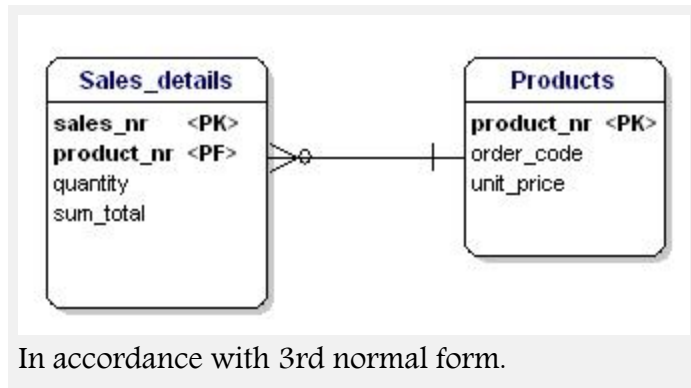 Sales_details
sales_nr <PK>
product_nr <PF>
quantity
sum_total
Products
product_nr <PK>
order_code
unit_price
In accordance with 3rd normal form.